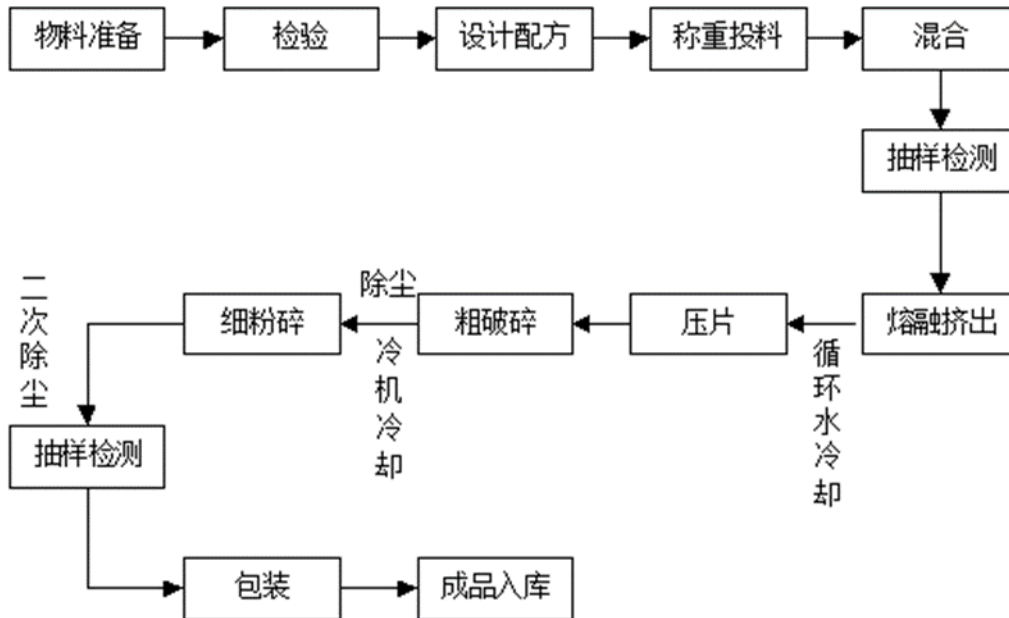 物料准备
检验
设计配方
称重投料
混合
抽样检测
熔融挤出
循环水冷却
压片
粗破碎
除尘
冷机冷却
细粉碎
二次除尘
抽样检测
包装
成品入库